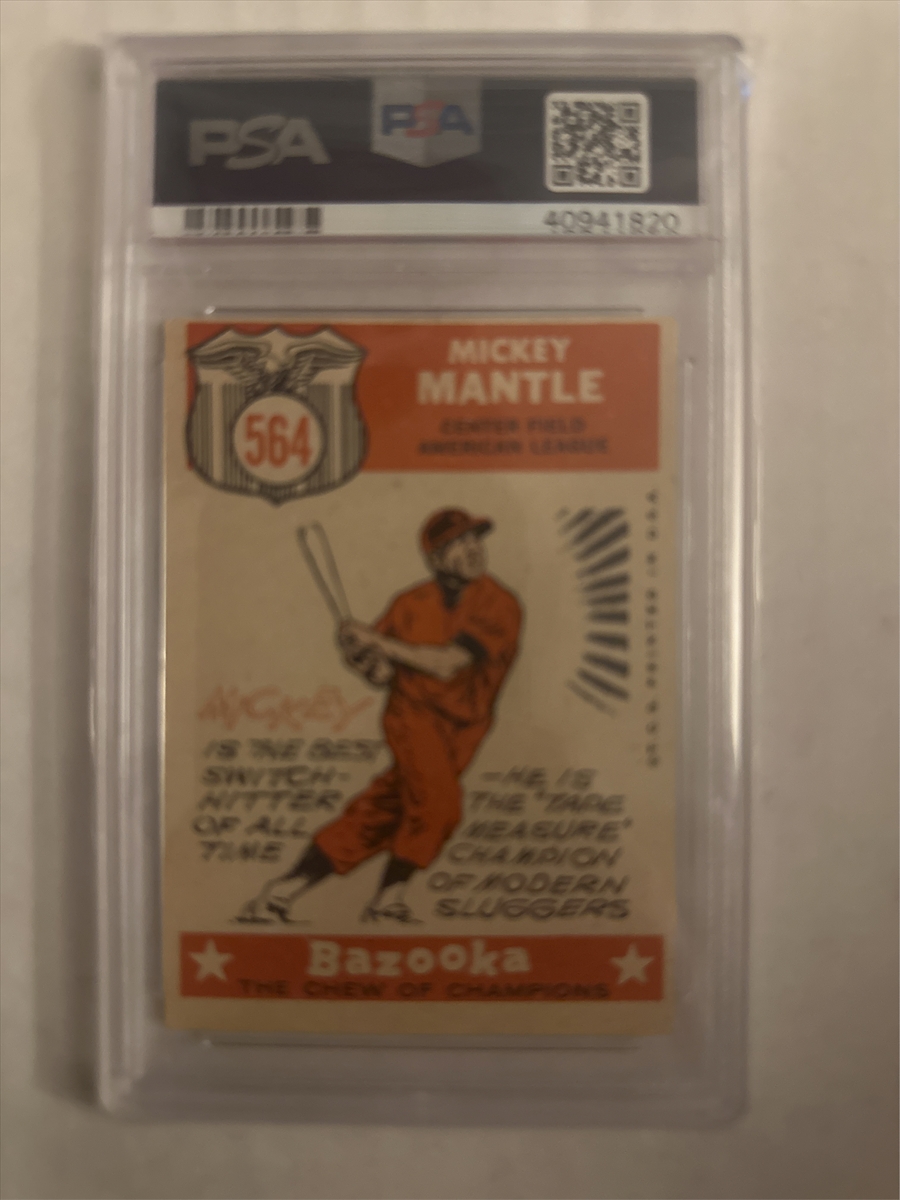 PSA
PSA
40941820
564
MICKEY
MANTLE
CENTER FIELD
AMERICAN LEAGUE
MICKEY
IS THE BEST
SWITCH-
HITTER
OF ALL
TIME
—HE IS
THE "TAPE
MEASURE"
CHAMPION
OF MODERN
SLUGGERS
Bazooka
THE CHEW OF CHAMPIONS